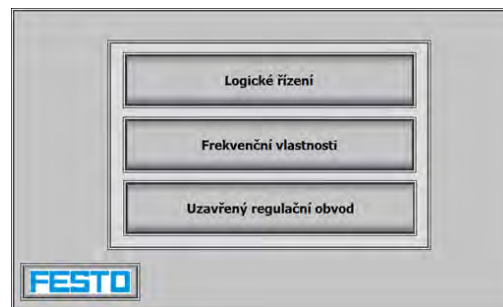 Logické řízení
Frekvenční vlastnosti
Uzavřený regulační obvod
FESTO